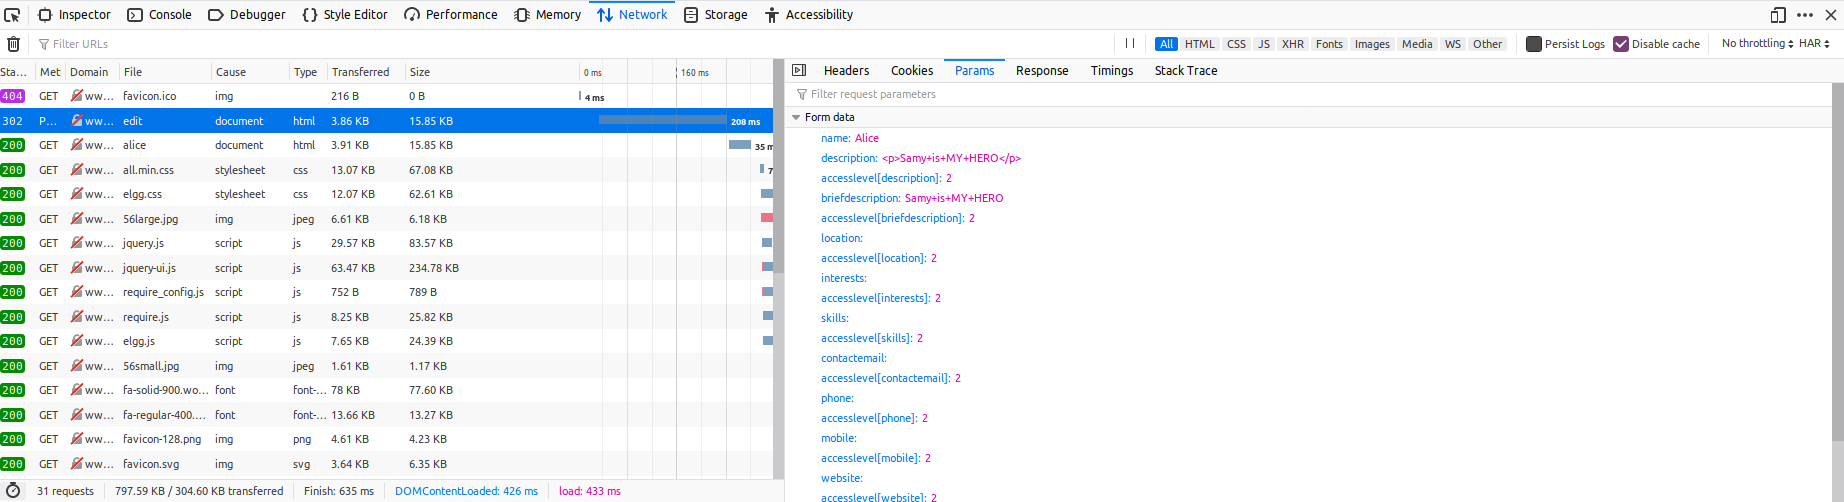 Inspector Console Debugger Style Editor Performance Memory Network Storage Accessibility
Filter URLs All HTML CSS JS XHR Fonts Images Media WS Other Persist Logs Disable cache No throttling HAR
Sta... Met Domain File Cause Type Transferred Size 0 ms 160 ms
404 GET ww... favicon.ico img 216 B 0 B 4 ms
302 P... ww... edit document html 3.86 KB 15.85 KB 208 ms
200 GET ww... alice document html 3.91 KB 15.85 KB 35 m
200 GET ww... all.min.css stylesheet css 13.07 KB 67.08 KB 7
200 GET ww... elgg.css stylesheet css 12.07 KB 62.61 KB
200 GET ww... 56large.jpg img jpeg 6.61 KB 6.18 KB
200 GET ww... jquery.js script js 29.57 KB 83.57 KB
200 GET ww... jquery-ui.js script js 63.47 KB 234.78 KB
200 GET ww... require_config.js script js 752 B 789 B
200 GET ww... require.js script js 8.25 KB 25.82 KB
200 GET ww... elgg.js script js 7.65 KB 24.39 KB
200 GET ww... 56small.jpg img jpeg 1.61 KB 1.17 KB
200 GET ww... fa-solid-900.wo... font font-... 78 KB 77.60 KB
200 GET ww... fa-regular-400.... font font-... 13.66 KB 13.27 KB
200 GET ww... favicon-128.png img png 4.61 KB 4.23 KB
200 GET ww... favicon.svg img svg 3.64 KB 6.35 KB
31 requests 797.59 KB / 304.60 KB transferred Finish: 635 ms DOMContentLoaded: 426 ms load: 433 ms
Headers Cookies Params Response Timings Stack Trace
Filter request parameters
Form data
name: Alice
description: <p>Samy+is+MY+HERO</p>
accesslevel[description]: 2
briefdescription: Samy+is+MY+HERO
accesslevel[briefdescription]: 2
location:
accesslevel[location]: 2
interests:
accesslevel[interests]: 2
skills:
accesslevel[skills]: 2
contactemail:
accesslevel[contactemail]: 2
phone:
accesslevel[phone]: 2
mobile:
accesslevel[mobile]: 2
website:
accesslevel[website]: 2